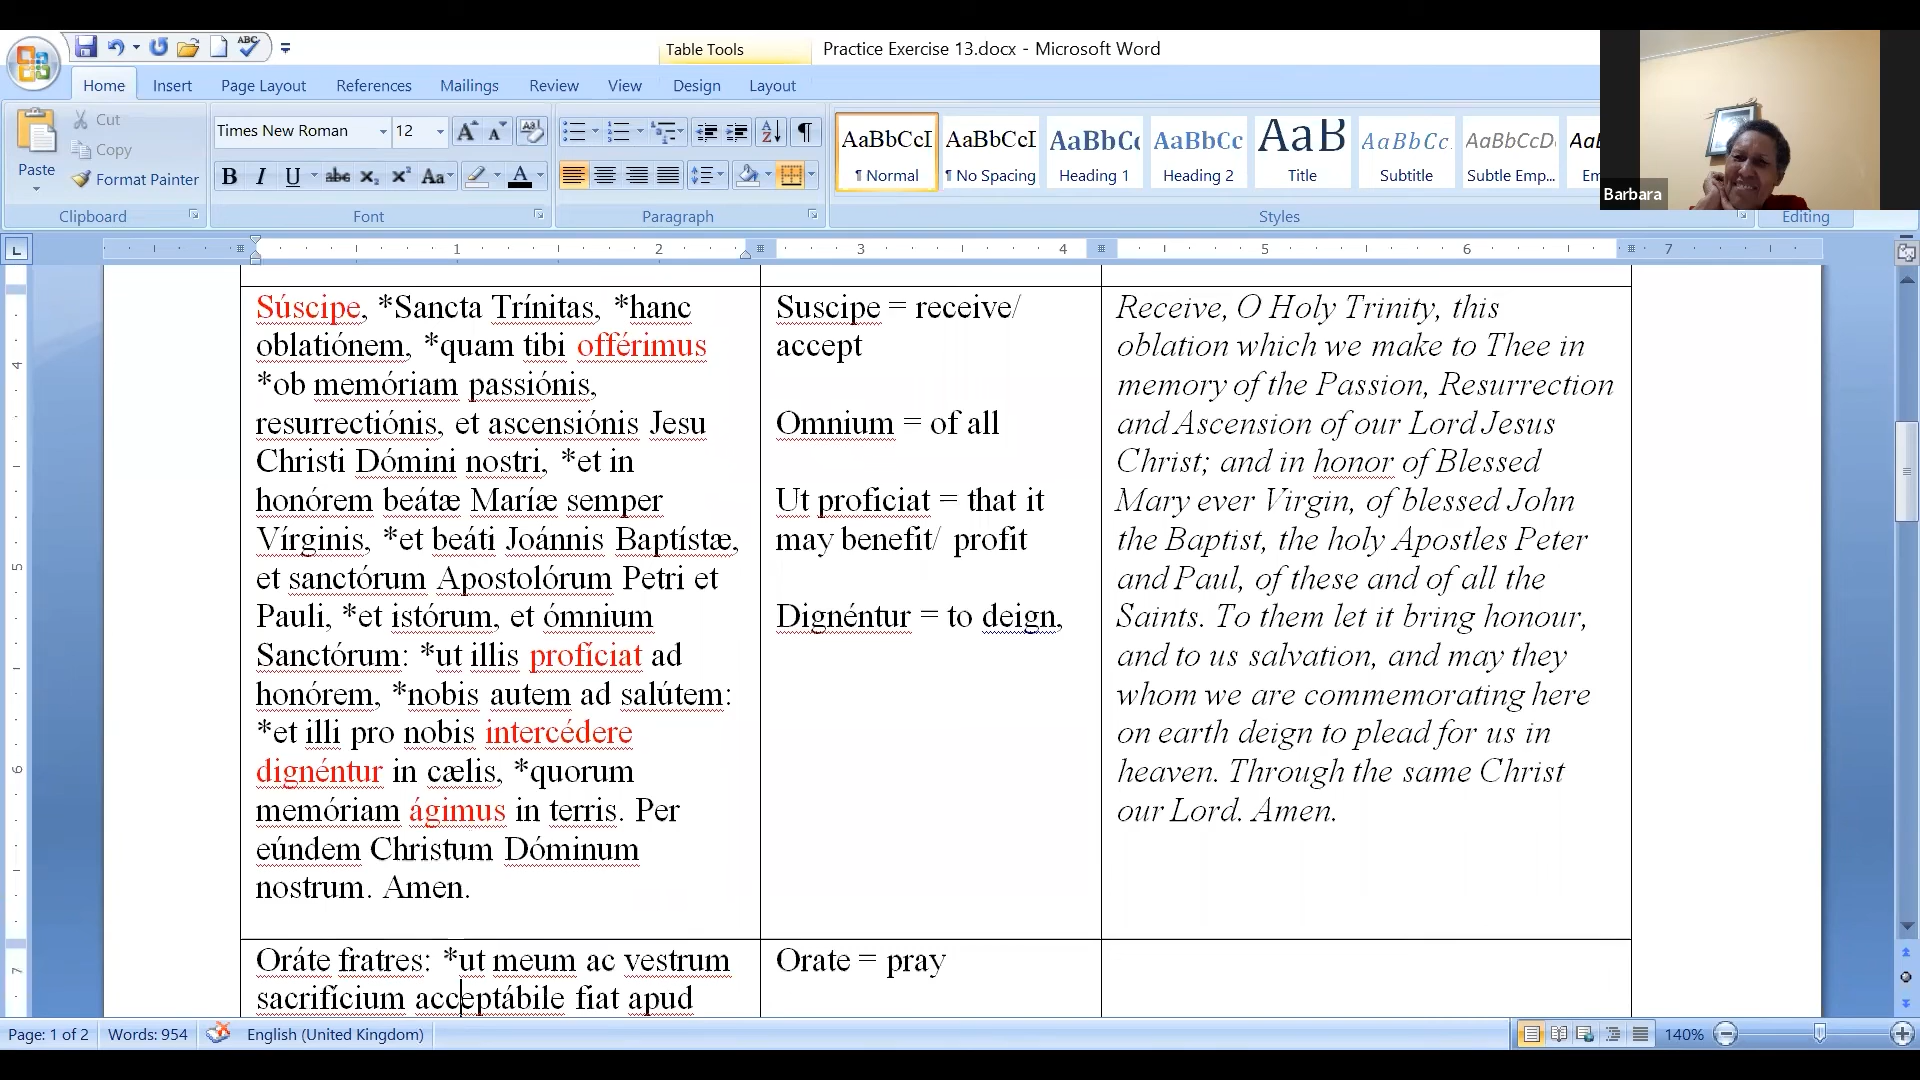 Table Tools
Practice Exercise 13.docx - Microsoft Word
Home Insert Page Layout References Mailings Review View Design Layout
Cut
Copy
Format Painter
Paste
Clipboard
Times New Roman 12
Font
Paragraph
AaBbCcI AaBbCcI AaBbCc AaBbCc AaB AaBbCc. AaBbCcD
¶ Normal ¶ No Spacing Heading 1 Heading 2 Title Subtitle Subtle Emp...
Styles
Editing
Barbara
1 2 3 4 5 6 7
Súscipe, *Sancta Trínitas, *hanc
oblatiónem, *quam tibi offérimus
*ob memóriam passiónis,
resurrectiónis, et ascensiónis Jesu
Christi Dómini nostri, *et in
honórem beátæ Maríæ semper
Vírginis, *et beáti Joánnis Baptístæ,
et sanctórum Apostolórum Petri et
Pauli, *et istórum, et ómnium
Sanctórum: *ut illis profíciat ad
honórem, *nobis autem ad salútem:
*et illi pro nobis intercédere
dignéntur in cælis, *quorum
memóriam ágimus in terris. Per
eúndem Christum Dóminum
nostrum. Amen.
Suscipe = receive/
accept
Omnium = of all
Ut proficiat = that it
may benefit/ profit
Dignéntur = to deign,
Receive, O Holy Trinity, this
oblation which we make to Thee in
memory of the Passion, Resurrection
and Ascension of our Lord Jesus
Christ; and in honor of Blessed
Mary ever Virgin, of blessed John
the Baptist, the holy Apostles Peter
and Paul, of these and of all the
Saints. To them let it bring honour,
and to us salvation, and may they
whom we are commemorating here
on earth deign to plead for us in
heaven. Through the same Christ
our Lord. Amen.
Oráte fratres: *ut meum ac vestrum
sacrifícium acceptábile fiat apud
Orate = pray
Page: 1 of 2 Words: 954 English (United Kingdom) 140%